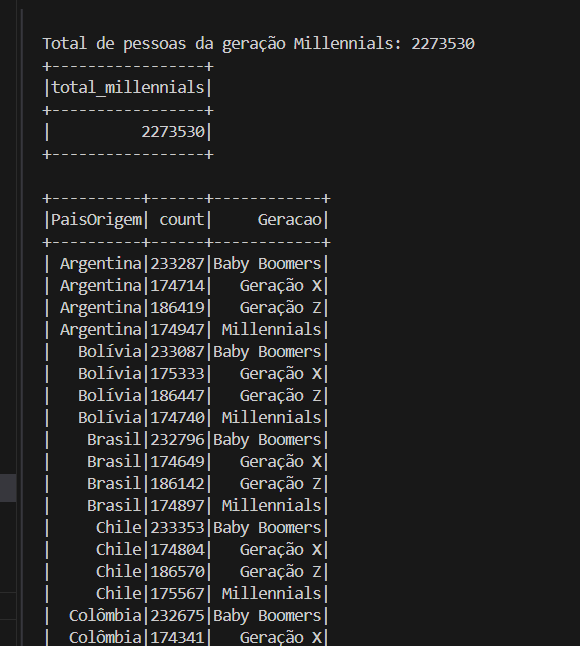 Total de pessoas da geração Millennials: 2273530
+-----------------+
|total_millennials|
+-----------------+
|          2273530|
+-----------------+
+----------+------+------------+
|PaisOrigem| count|     Geracao|
+----------+------+------------+
| Argentina|233287|Baby Boomers|
| Argentina|174714|   Geração X|
| Argentina|186419|   Geração Z|
| Argentina|174947| Millennials|
|   Bolívia|233087|Baby Boomers|
|   Bolívia|175333|   Geração X|
|   Bolívia|186447|   Geração Z|
|   Bolívia|174740| Millennials|
|    Brasil|232796|Baby Boomers|
|    Brasil|174649|   Geração X|
|    Brasil|186142|   Geração Z|
|    Brasil|174897| Millennials|
|     Chile|233353|Baby Boomers|
|     Chile|174804|   Geração X|
|     Chile|186570|   Geração Z|
|     Chile|175567| Millennials|
|  Colômbia|232675|Baby Boomers|
|  Colômbia|174341|   Geração X|